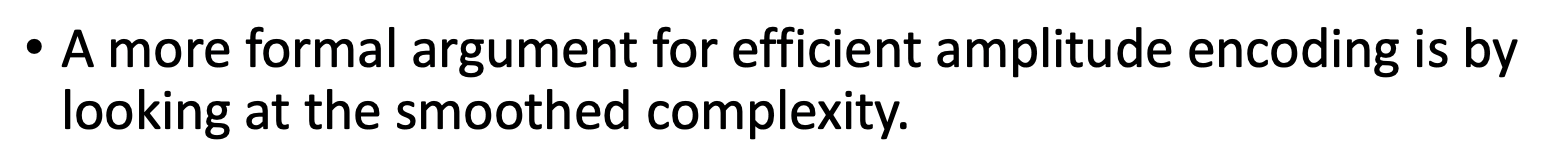 • A more formal argument for efficient amplitude encoding is by
looking at the smoothed complexity.